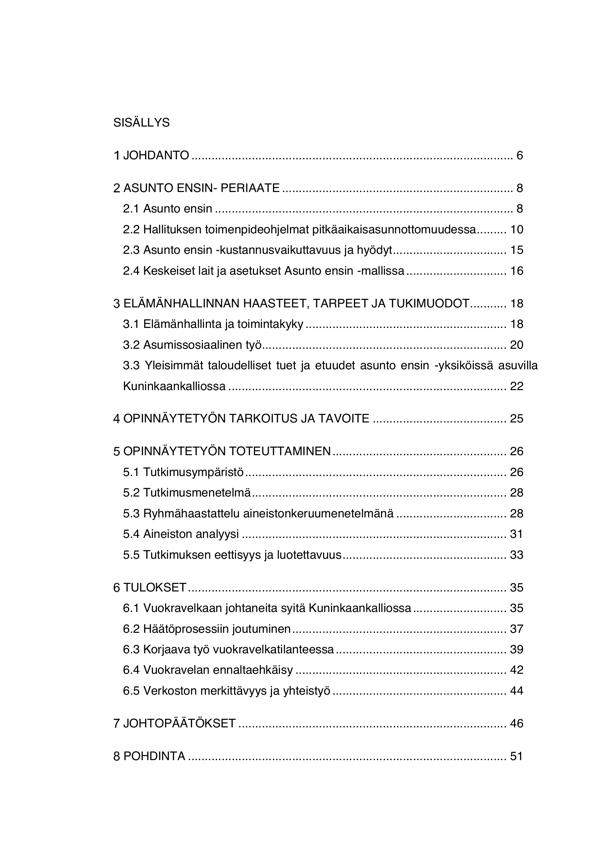 SISÄLLYS
1 JOHDANTO ................................................................................................ 6
2 ASUNTO ENSIN- PERIAATE ..................................................................... 8
2.1 Asunto ensin ......................................................................................... 8
2.2 Hallituksen toimenpideohjelmat pitkäaikaisasunnottomuudessa......... 10
2.3 Asunto ensin -kustannusvaikuttavuus ja hyödyt.................................. 15
2.4 Keskeiset lait ja asetukset Asunto ensin -mallissa .............................. 16
3 ELÄMÄNHALLINNAN HAASTEET, TARPEET JA TUKIMUODOT........... 18
3.1 Elämänhallinta ja toimintakyky ............................................................ 18
3.2 Asumissosiaalinen työ......................................................................... 20
3.3 Yleisimmät taloudelliset tuet ja etuudet asunto ensin -yksiköissä asuvilla
Kuninkaankalliossa ................................................................................... 22
4 OPINNÄYTETYÖN TARKOITUS JA TAVOITE ........................................ 25
5 OPINNÄYTETYÖN TOTEUTTAMINEN.................................................... 26
5.1 Tutkimusympäristö.............................................................................. 26
5.2 Tutkimusmenetelmä............................................................................ 28
5.3 Ryhmähaastattelu aineistonkeruumenetelmänä ................................. 28
5.4 Aineiston analyysi ............................................................................... 31
5.5 Tutkimuksen eettisyys ja luotettavuus................................................. 33
6 TULOKSET............................................................................................... 35
6.1 Vuokravelkaan johtaneita syitä Kuninkaankalliossa ............................ 35
6.2 Häätöprosessiin joutuminen................................................................ 37
6.3 Korjaava työ vuokravelkatilanteessa ................................................... 39
6.4 Vuokravelan ennaltaehkäisy ............................................................... 42
6.5 Verkoston merkittävyys ja yhteistyö .................................................... 44
7 JOHTOPÄÄTÖKSET ................................................................................ 46
8 POHDINTA ............................................................................................... 51